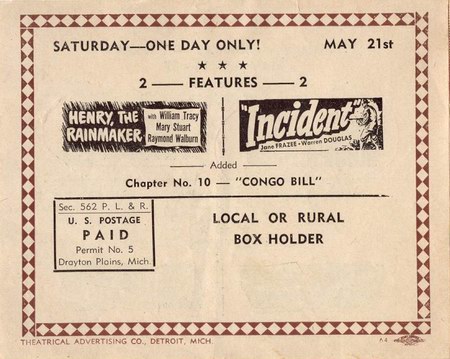 SATURDAY—ONE DAY ONLY! MAY 21st
★ ★ ★
2 — FEATURES — 2
HENRY, THE RAINMAKER
with William Tracy
Mary Stuart
Raymond Walburn
"Incident"
Jane FRAZEE • Warren DOUGLAS
Added
Chapter No. 10 — "CONGO BILL"
Sec. 562 P. L. & R.
U. S. POSTAGE
PAID
Permit No. 5
Drayton Plains, Mich.
LOCAL OR RURAL
BOX HOLDER
THEATRICAL ADVERTISING CO., DETROIT, MICH.